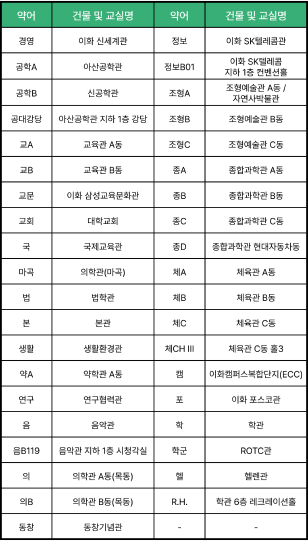 약어 건물 및 교실명 약어 건물 및 교실명
경영 이화 신세계관 정보 이화 SK텔레콤관
공학A 아산공학관 정보B01 이화 SK텔레콤
지하 1층 컨벤션홀
공학B 신공학관 조형A 조형예술관 A동 /
자연사박물관
공대강당 아산공학관 지하 1층 강당 조형B 조형예술관 B동
교A 교육관 A동 조형C 조형예술관 C동
교B 교육관 B동 종A 종합과학관 A동
교문 이화 삼성교육문화관 종B 종합과학관 B동
교회 대학교회 종C 종합과학관 C동
국 국제교육관 종D 종합과학관 현대자동차동
마곡 의학관(마곡) 체A 체육관 A동
법 법학관 체B 체육관 B동
본 본관 체C 체육관 C동
생활 생활환경관 체CH III 체육관 C동 홀3
약A 약학관 A동 캠 이화캠퍼스복합단지(ECC)
연구 연구협력관 포 이화 포스코관
음 음악관 학 학관
음B119 음악관 지하 1층 시청각실 학군 ROTC관
의 의학관 A동(목동) 헬 헬렌관
의B 의학관 B동(목동) R.H. 학관 6층 레크레이션홀
동창 동창기념관 - -